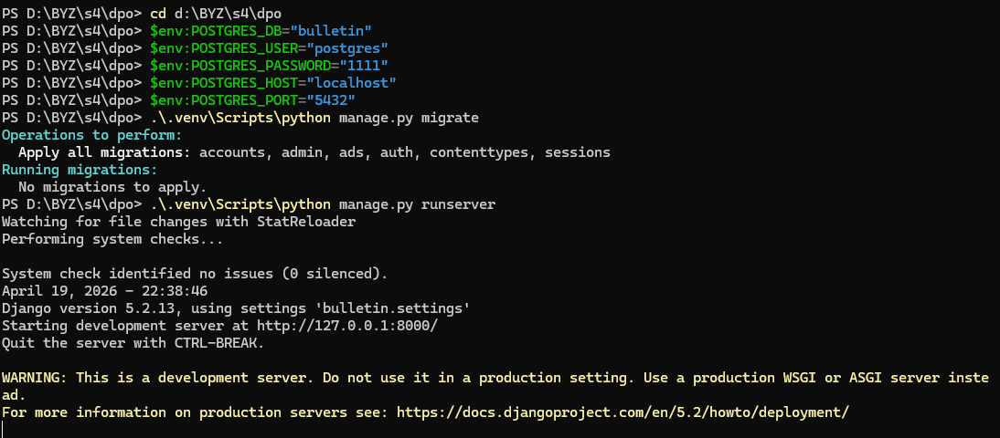 PS D:\BYZ\s4\dpo> cd d:\BYZ\s4\dpo
PS D:\BYZ\s4\dpo> $env:POSTGRES_DB="bulletin"
PS D:\BYZ\s4\dpo> $env:POSTGRES_USER="postgres"
PS D:\BYZ\s4\dpo> $env:POSTGRES_PASSWORD="1111"
PS D:\BYZ\s4\dpo> $env:POSTGRES_HOST="localhost"
PS D:\BYZ\s4\dpo> $env:POSTGRES_PORT="5432"
PS D:\BYZ\s4\dpo> .\.venv\Scripts\python manage.py migrate
Operations to perform:
  Apply all migrations: accounts, admin, ads, auth, contenttypes, sessions
Running migrations:
  No migrations to apply.
PS D:\BYZ\s4\dpo> .\.venv\Scripts\python manage.py runserver
Watching for file changes with StatReloader
Performing system checks...

System check identified no issues (0 silenced).
April 19, 2026 - 22:38:46
Django version 5.2.13, using settings 'bulletin.settings'
Starting development server at http://127.0.0.1:8000/
Quit the server with CTRL-BREAK.

WARNING: This is a development server. Do not use it in a production setting. Use a production WSGI or ASGI server inste
ad.
For more information on production servers see: https://docs.djangoproject.com/en/5.2/howto/deployment/